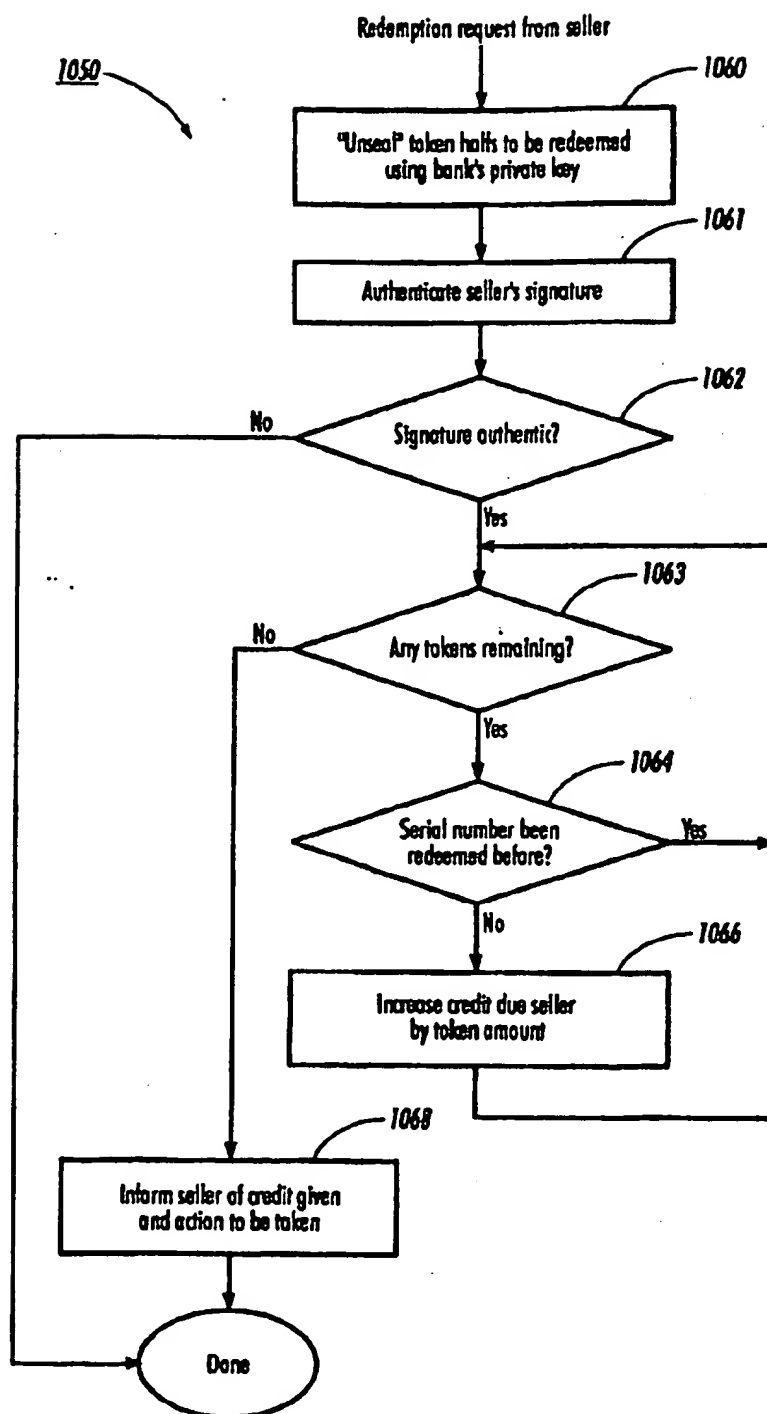 Redemption request from seller
1050
1060
"Unseal" token halfs to be redeemed
using bank's private key
1061
Authenticate seller's signature
1062
No
Signature authentic?
Yes
1063
No
Any tokens remaining?
Yes
1064
Serial number been
redeemed before?
Yes
No
1066
Increase credit due seller
by token amount
1068
Inform seller of credit given
and action to be taken
Done